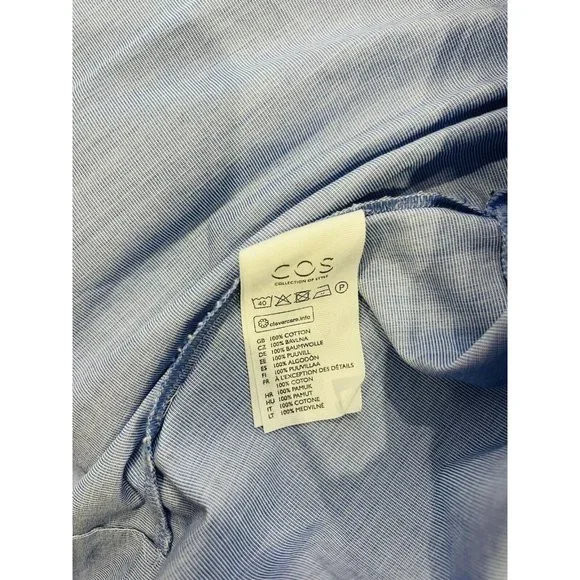 COS
COLLECTION OF STYLE
40 P
clevercare.info
GB 100% COTTON
CZ 100% BAVLNA
DE 100% BAUMWOLLE
EE 100% PUUVILL
ES 100% ALGODÓN
FI 100% PUUVILLAA
FR À L'EXCEPTION DES DÉTAILS
100% COTON
HR 100% PAMUK
HU 100% PAMUT
IT 100% COTONE
LT 100% MEDVILNĖ